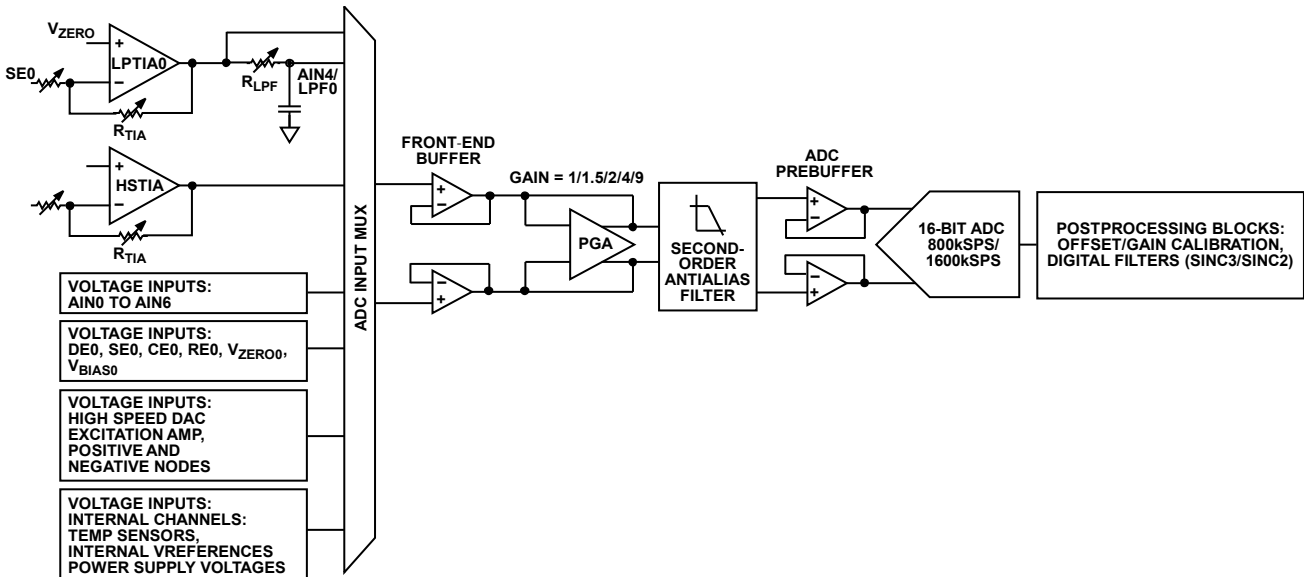 VZERO
+
LPTIA0
SE0
−
RTIA
RLPF
AIN4/
LPF0
+
HSTIA
−
RTIA
VOLTAGE INPUTS:
AIN0 TO AIN6
VOLTAGE INPUTS:
DE0, SE0, CE0, RE0, VZERO0,
VBIAS0
VOLTAGE INPUTS:
HIGH SPEED DAC
EXCITATION AMP,
POSITIVE AND
NEGATIVE NODES
VOLTAGE INPUTS:
INTERNAL CHANNELS:
TEMP SENSORS,
INTERNAL VREFERENCES
POWER SUPPLY VOLTAGES
ADC INPUT MUX
FRONT-END
BUFFER
+
−
−
+
GAIN = 1/1.5/2/4/9
PGA
SECOND-
ORDER
ANTIALIAS
FILTER
ADC
PREBUFFER
+
−
−
+
16-BIT ADC
800kSPS/
1600kSPS
POSTPROCESSING BLOCKS:
OFFSET/GAIN CALIBRATION,
DIGITAL FILTERS (SINC3/SINC2)